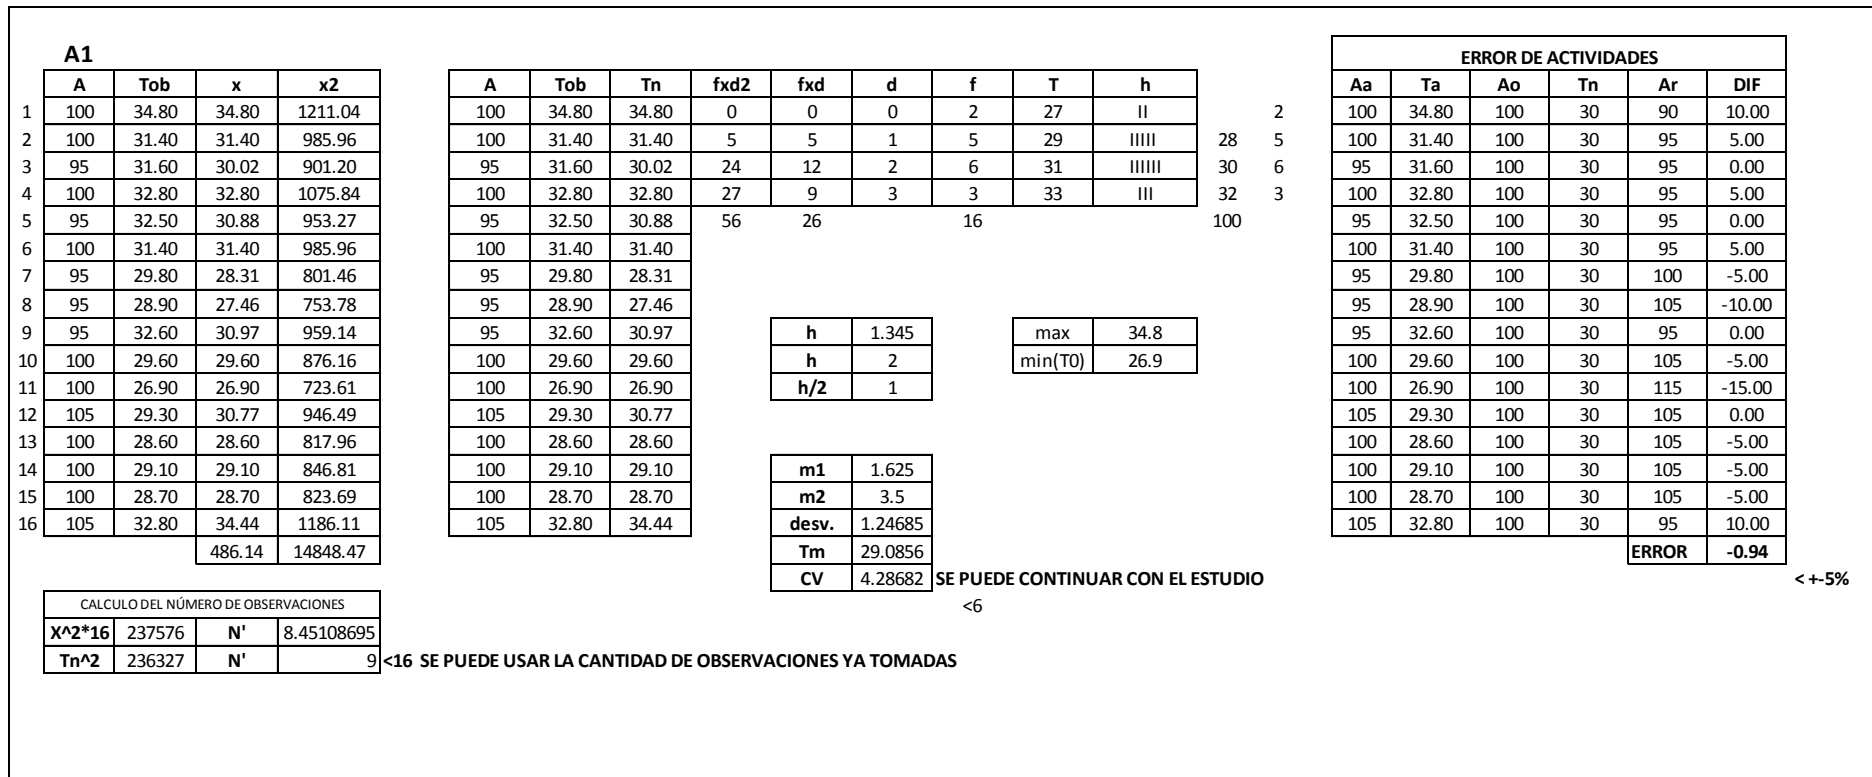 A1 ERROR DE ACTIVIDADES
A Tob x x2 A Tob Tn fxd2 fxd d f T h Aa Ta Ao Tn Ar DIF
1 100 34.80 34.80 1211.04 100 34.80 34.80 0 0 0 2 27 II 2 100 34.80 100 30 90 10.00
2 100 31.40 31.40 985.96 100 31.40 31.40 5 5 1 5 29 IIIII 28 5 100 31.40 100 30 95 5.00
3 95 31.60 30.02 901.20 95 31.60 30.02 24 12 2 6 31 IIIIII 30 6 95 31.60 100 30 95 0.00
4 100 32.80 32.80 1075.84 100 32.80 32.80 27 9 3 3 33 III 32 3 100 32.80 100 30 95 5.00
5 95 32.50 30.88 953.27 95 32.50 30.88 56 26 16 100 95 32.50 100 30 95 0.00
6 100 31.40 31.40 985.96 100 31.40 31.40 100 31.40 100 30 95 5.00
7 95 29.80 28.31 801.46 95 29.80 28.31 95 29.80 100 30 100 -5.00
8 95 28.90 27.46 753.78 95 28.90 27.46 95 28.90 100 30 105 -10.00
9 95 32.60 30.97 959.14 95 32.60 30.97 h 1.345 max 34.8 95 32.60 100 30 95 0.00
10 100 29.60 29.60 876.16 100 29.60 29.60 h 2 min(T0) 26.9 100 29.60 100 30 105 -5.00
11 100 26.90 26.90 723.61 100 26.90 26.90 h/2 1 100 26.90 100 30 115 -15.00
12 105 29.30 30.77 946.49 105 29.30 30.77 105 29.30 100 30 105 0.00
13 100 28.60 28.60 817.96 100 28.60 28.60 100 28.60 100 30 105 -5.00
14 100 29.10 29.10 846.81 100 29.10 29.10 m1 1.625 100 29.10 100 30 105 -5.00
15 100 28.70 28.70 823.69 100 28.70 28.70 m2 3.5 100 28.70 100 30 105 -5.00
16 105 32.80 34.44 1186.11 105 32.80 34.44 desv. 1.24685 105 32.80 100 30 95 10.00
486.14 14848.47 Tm 29.0856 ERROR -0.94
CV 4.28682 SE PUEDE CONTINUAR CON EL ESTUDIO < +-5%
CALCULO DEL NÚMERO DE OBSERVACIONES <6
X^2*16 237576 N' 8.45108695
Tn^2 236327 N' 9 <16 SE PUEDE USAR LA CANTIDAD DE OBSERVACIONES YA TOMADAS